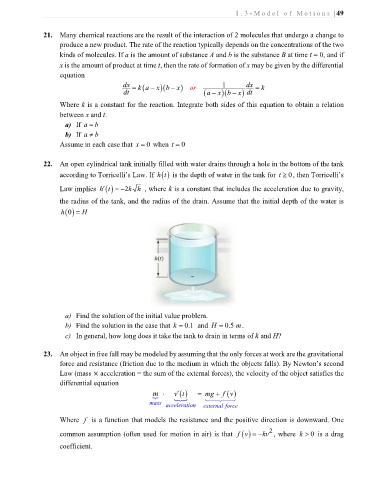 1.3-Model of Motions | 49
21. Many chemical reactions are the result of the interaction of 2 molecules that undergo a change to
produce a new product. The rate of the reaction typically depends on the concentrations of the two
kinds of molecules. If a is the amount of substance A and b is the substance B at time t = 0, and if
x is the amount of product at time t, then the rate of formation of x may be given by the differential
equation
dx/dt = k(a − x)(b − x) or 1/((a − x)(b − x)) dx/dt = k
Where k is a constant for the reaction. Integrate both sides of this equation to obtain a relation
between x and t.
a) If a = b
b) If a ≠ b
Assume in each case that x = 0 when t = 0
22. An open cylindrical tank initially filled with water drains through a hole in the bottom of the tank
according to Torricelli's Law. If h(t) is the depth of water in the tank for t ≥ 0, then Torricelli's
Law implies h′(t) = −2k√h , where k is a constant that includes the acceleration due to gravity,
the radius of the tank, and the radius of the drain. Assume that the initial depth of the water is
h(0) = H
h(t)
a) Find the solution of the initial value problem.
b) Find the solution in the case that k = 0.1 and H = 0.5 m.
c) In general, how long does it take the tank to drain in terms of k and H?
23. An object in free fall may be modeled by assuming that the only forces at work are the gravitational
force and resistance (friction due to the medium in which the objects falls). By Newton's second
Law (mass × acceleration = the sum of the external forces), the velocity of the object satisfies the
differential equation
m · v′(t) = mg + f(v)
mass acceleration external force
Where f is a function that models the resistance and the positive direction is downward. One
common assumption (often used for motion in air) is that f(v) = −kv², where k > 0 is a drag
coefficient.